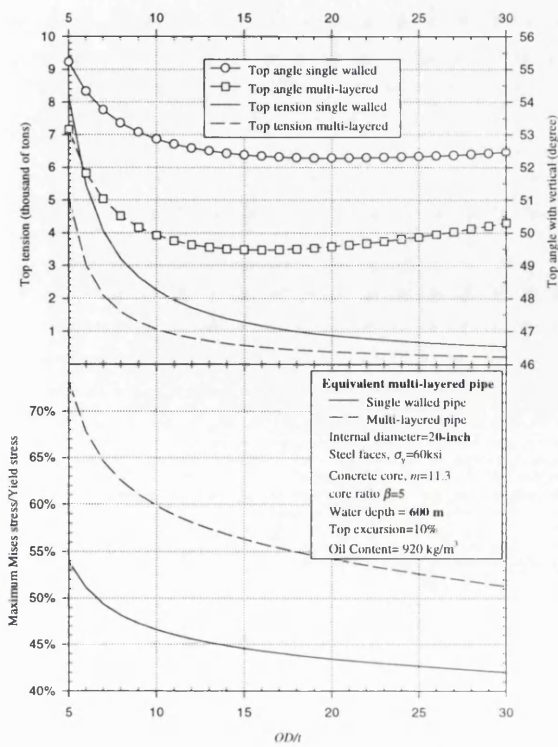 5 10 15 20 25 30
10
9
8
7
6
5
4
3
2
1
Top tension (thousand of tons)
56
55
54
53
52
51
50
49
48
47
46
Top angle with vertical (degree)
Top angle single walled
Top angle multi-layered
Top tension single walled
Top tension multi-layered
Equivalent multi-layered pipe
Single walled pipe
Multi-layered pipe
Internal diameter=20-inch
Steel faces, σy=60ksi
Concrete core, m=11.3
core ratio β=5
Water depth = 600 m
Top excursion=10%
Oil Content= 920 kg/m³
70%
65%
60%
55%
50%
45%
40%
Maximum Mises stress/Yield stress
5 10 15 20 25 30
OD/t